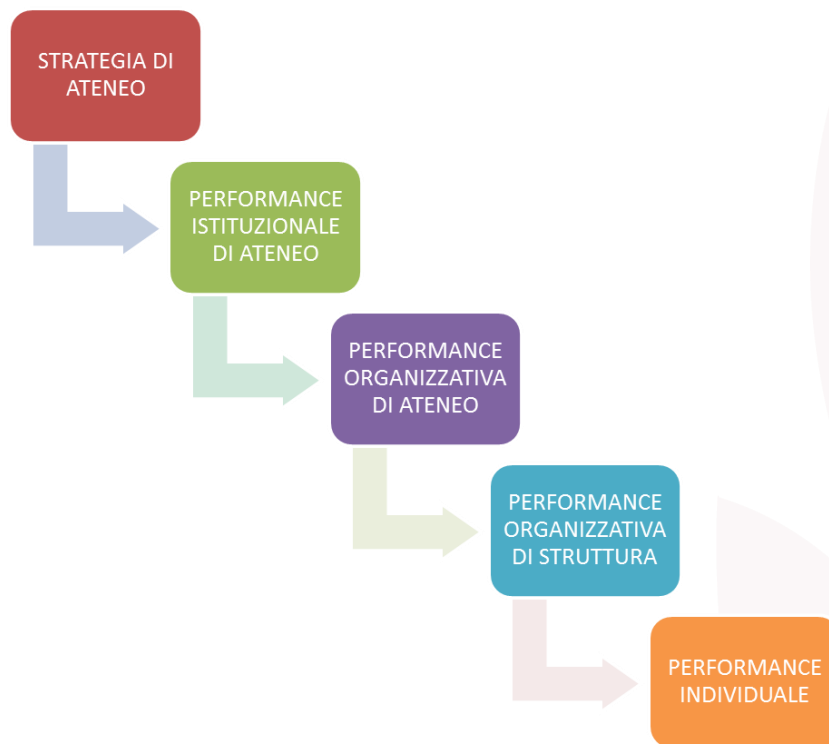 STRATEGIA DI
ATENEO
PERFORMANCE
ISTITUZIONALE
DI ATENEO
PERFORMANCE
ORGANIZZATIVA
DI ATENEO
PERFORMANCE
ORGANIZZATIVA
DI STRUTTURA
PERFORMANCE
INDIVIDUALE